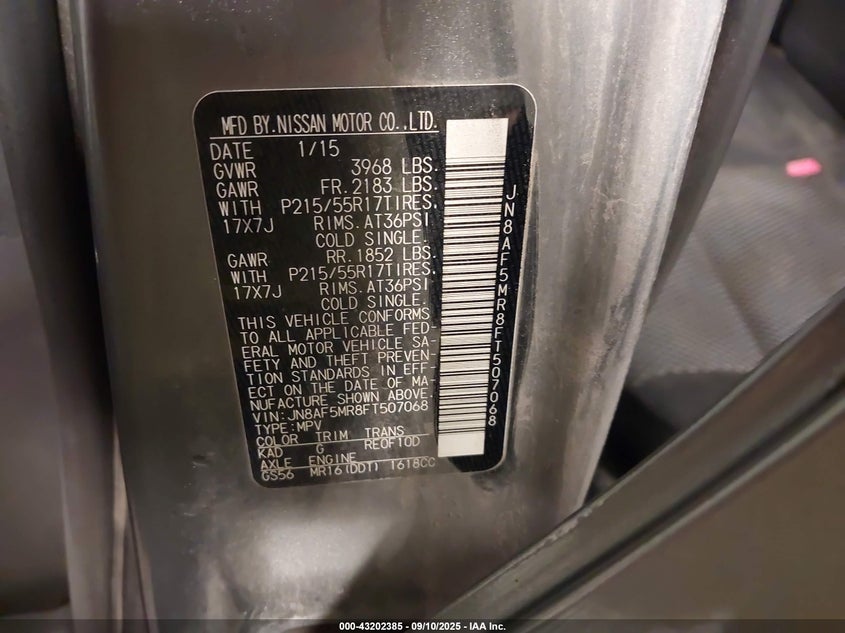 MFD BY.NISSAN MOTOR CO.,LTD.
DATE 1/15
GVWR 3968 LBS.
GAWR FR.2183 LBS.
WITH P215/55R17TIRES,
17X7J RIMS.AT36PSI
COLD SINGLE.
GAWR RR.1852 LBS.
WITH P215/55R17TIRES,
17X7J RIMS.AT36PSI
COLD SINGLE.
THIS VEHICLE CONFORMS
TO ALL APPLICABLE FED-
ERAL MOTOR VEHICLE SA-
FETY AND THEFT PREVEN-
TION STANDARDS IN EFF-
ECT ON THE DATE OF MA-
NUFACTURE SHOWN ABOVE.
VIN:JN8AF5MR8FT507068
TYPE:MPV
COLOR TRIM TRANS
KAD G RE0F10D
AXLE ENGINE
GS56 MR16(DDT) 1618CC
JN8AF5MR8FT507068
000-43202385 - 09/10/2025 - IAA Inc.